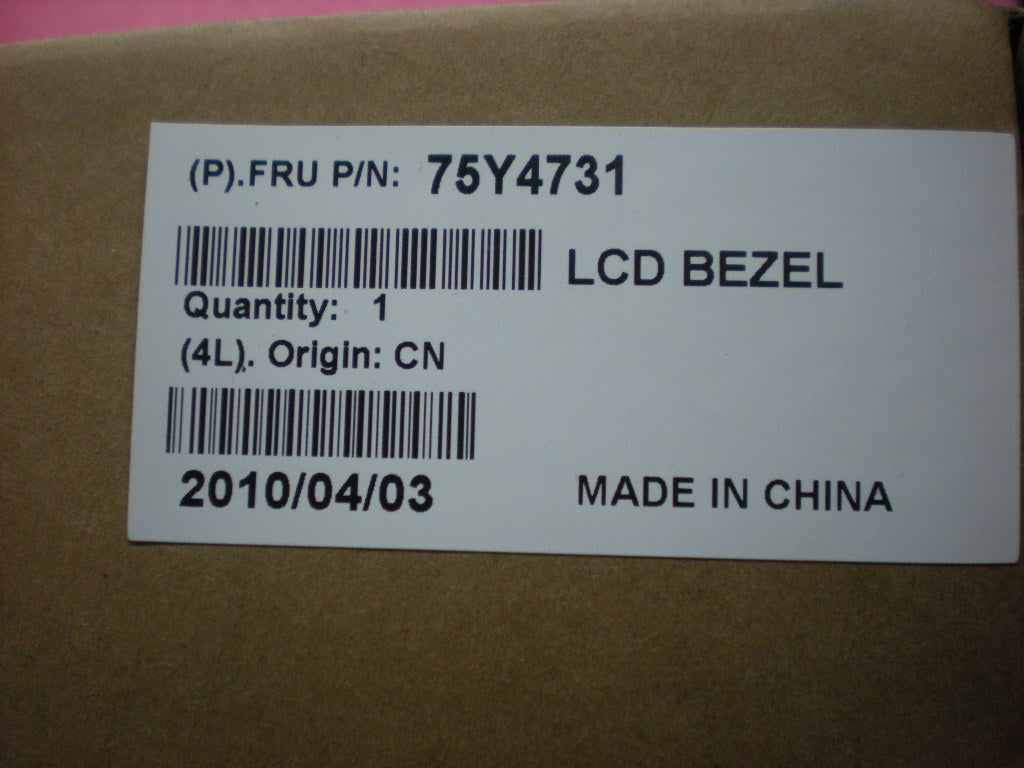 (P).FRU P/N: 75Y4731
LCD BEZEL
Quantity: 1
(4L). Origin: CN
2010/04/03
MADE IN CHINA